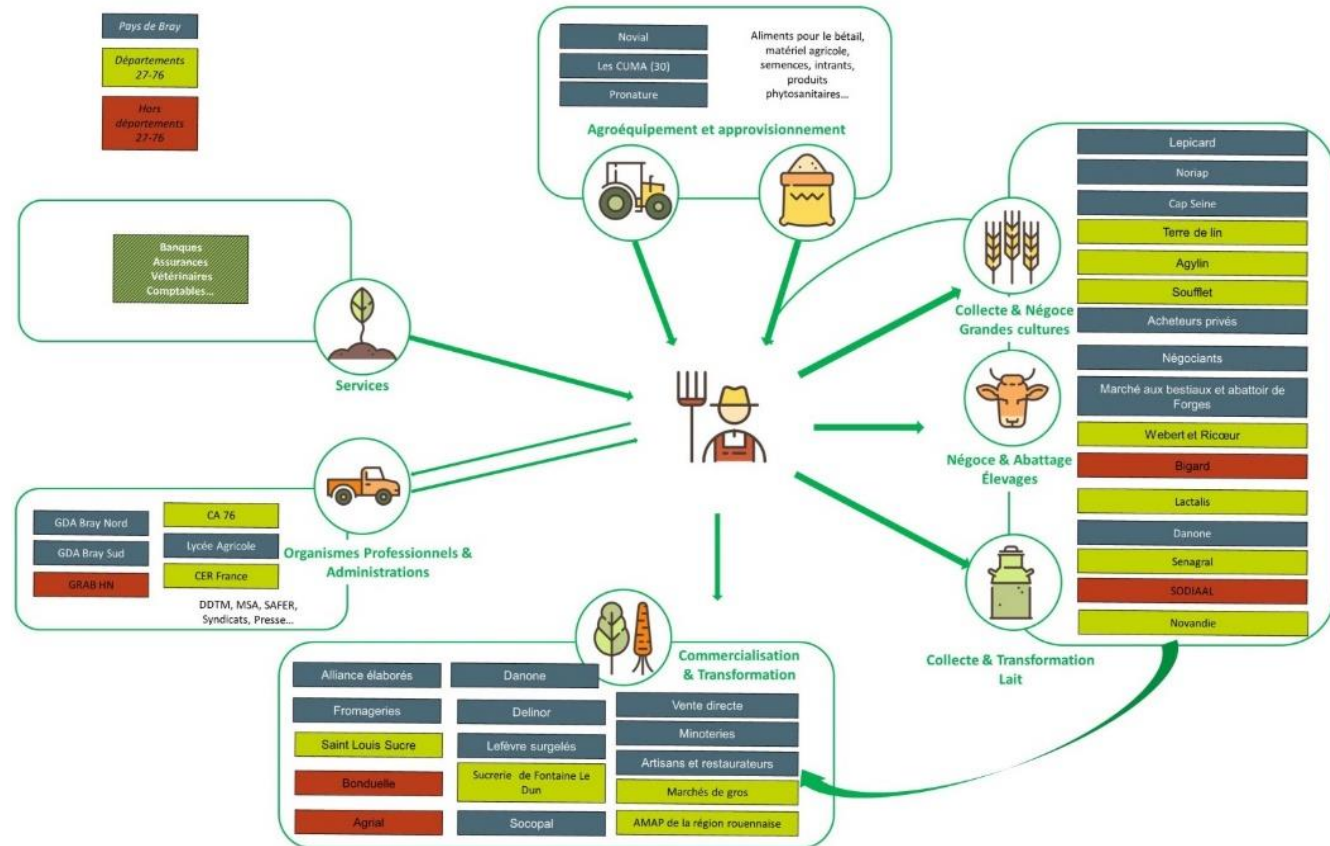 Pays de Bray
Départements
27-76
Hors
départements
27-76
Novial
Les CUMA (30)
Pronature
Aliments pour le bétail,
matériel agricole,
semences, intrants,
produits
phytosanitaires...
Agroéquipement et approvisionnement
Banques
Assurances
Vétérinaires
Comptables...
Services
GDA Bray Nord
GDA Bray Sud
GRAB HN
CA 76
Lycée Agricole
CER France
DDTM, MSA, SAFER,
Syndicats, Presse...
Organismes Professionnels &
Administrations
Collecte & Négoce
Grandes cultures
Négoce & Abattage
Élevages
Collecte & Transformation
Lait
Lepicard
Noriap
Cap Seine
Terre de lin
Agylin
Soufflet
Acheteurs privés
Négociants
Marché aux bestiaux et abattoir de
Forges
Webert et Ricœur
Bigard
Lactalis
Danone
Senagral
SODIAAL
Novandie
Commercialisation
& Transformation
Alliance élaborés
Fromageries
Saint Louis Sucre
Bonduelle
Agrial
Danone
Delinor
Lefèvre surgelés
Sucrerie de Fontaine Le
Dun
Socopal
Vente directe
Minoteries
Artisans et restaurateurs
Marchés de gros
AMAP de la région rouennaise